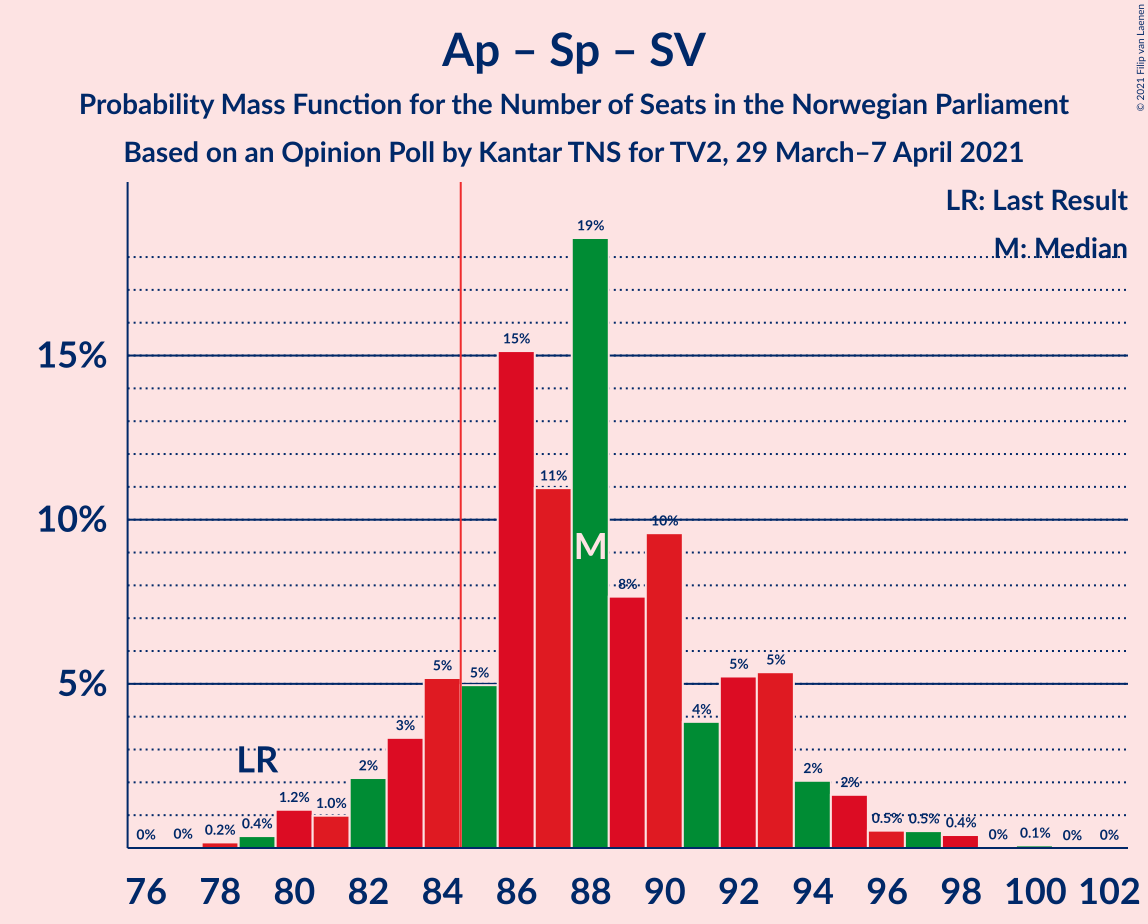 Ap – Sp – SV
Probability Mass Function for the Number of Seats in the Norwegian Parliament
Based on an Opinion Poll by Kantar TNS for TV2, 29 March–7 April 2021
© 2021 Filip van Laenen
LR: Last Result
M: Median
15%
10%
5%
0% 0% 0.2% 0.4% 1.2% 1.0% 2% 3% 5% 5% 15% 11% 19% 8% 10% 4% 5% 5% 2% 2% 0.5% 0.5% 0.4% 0% 0.1% 0% 0%
LR
M
76 78 80 82 84 86 88 90 92 94 96 98 100 102